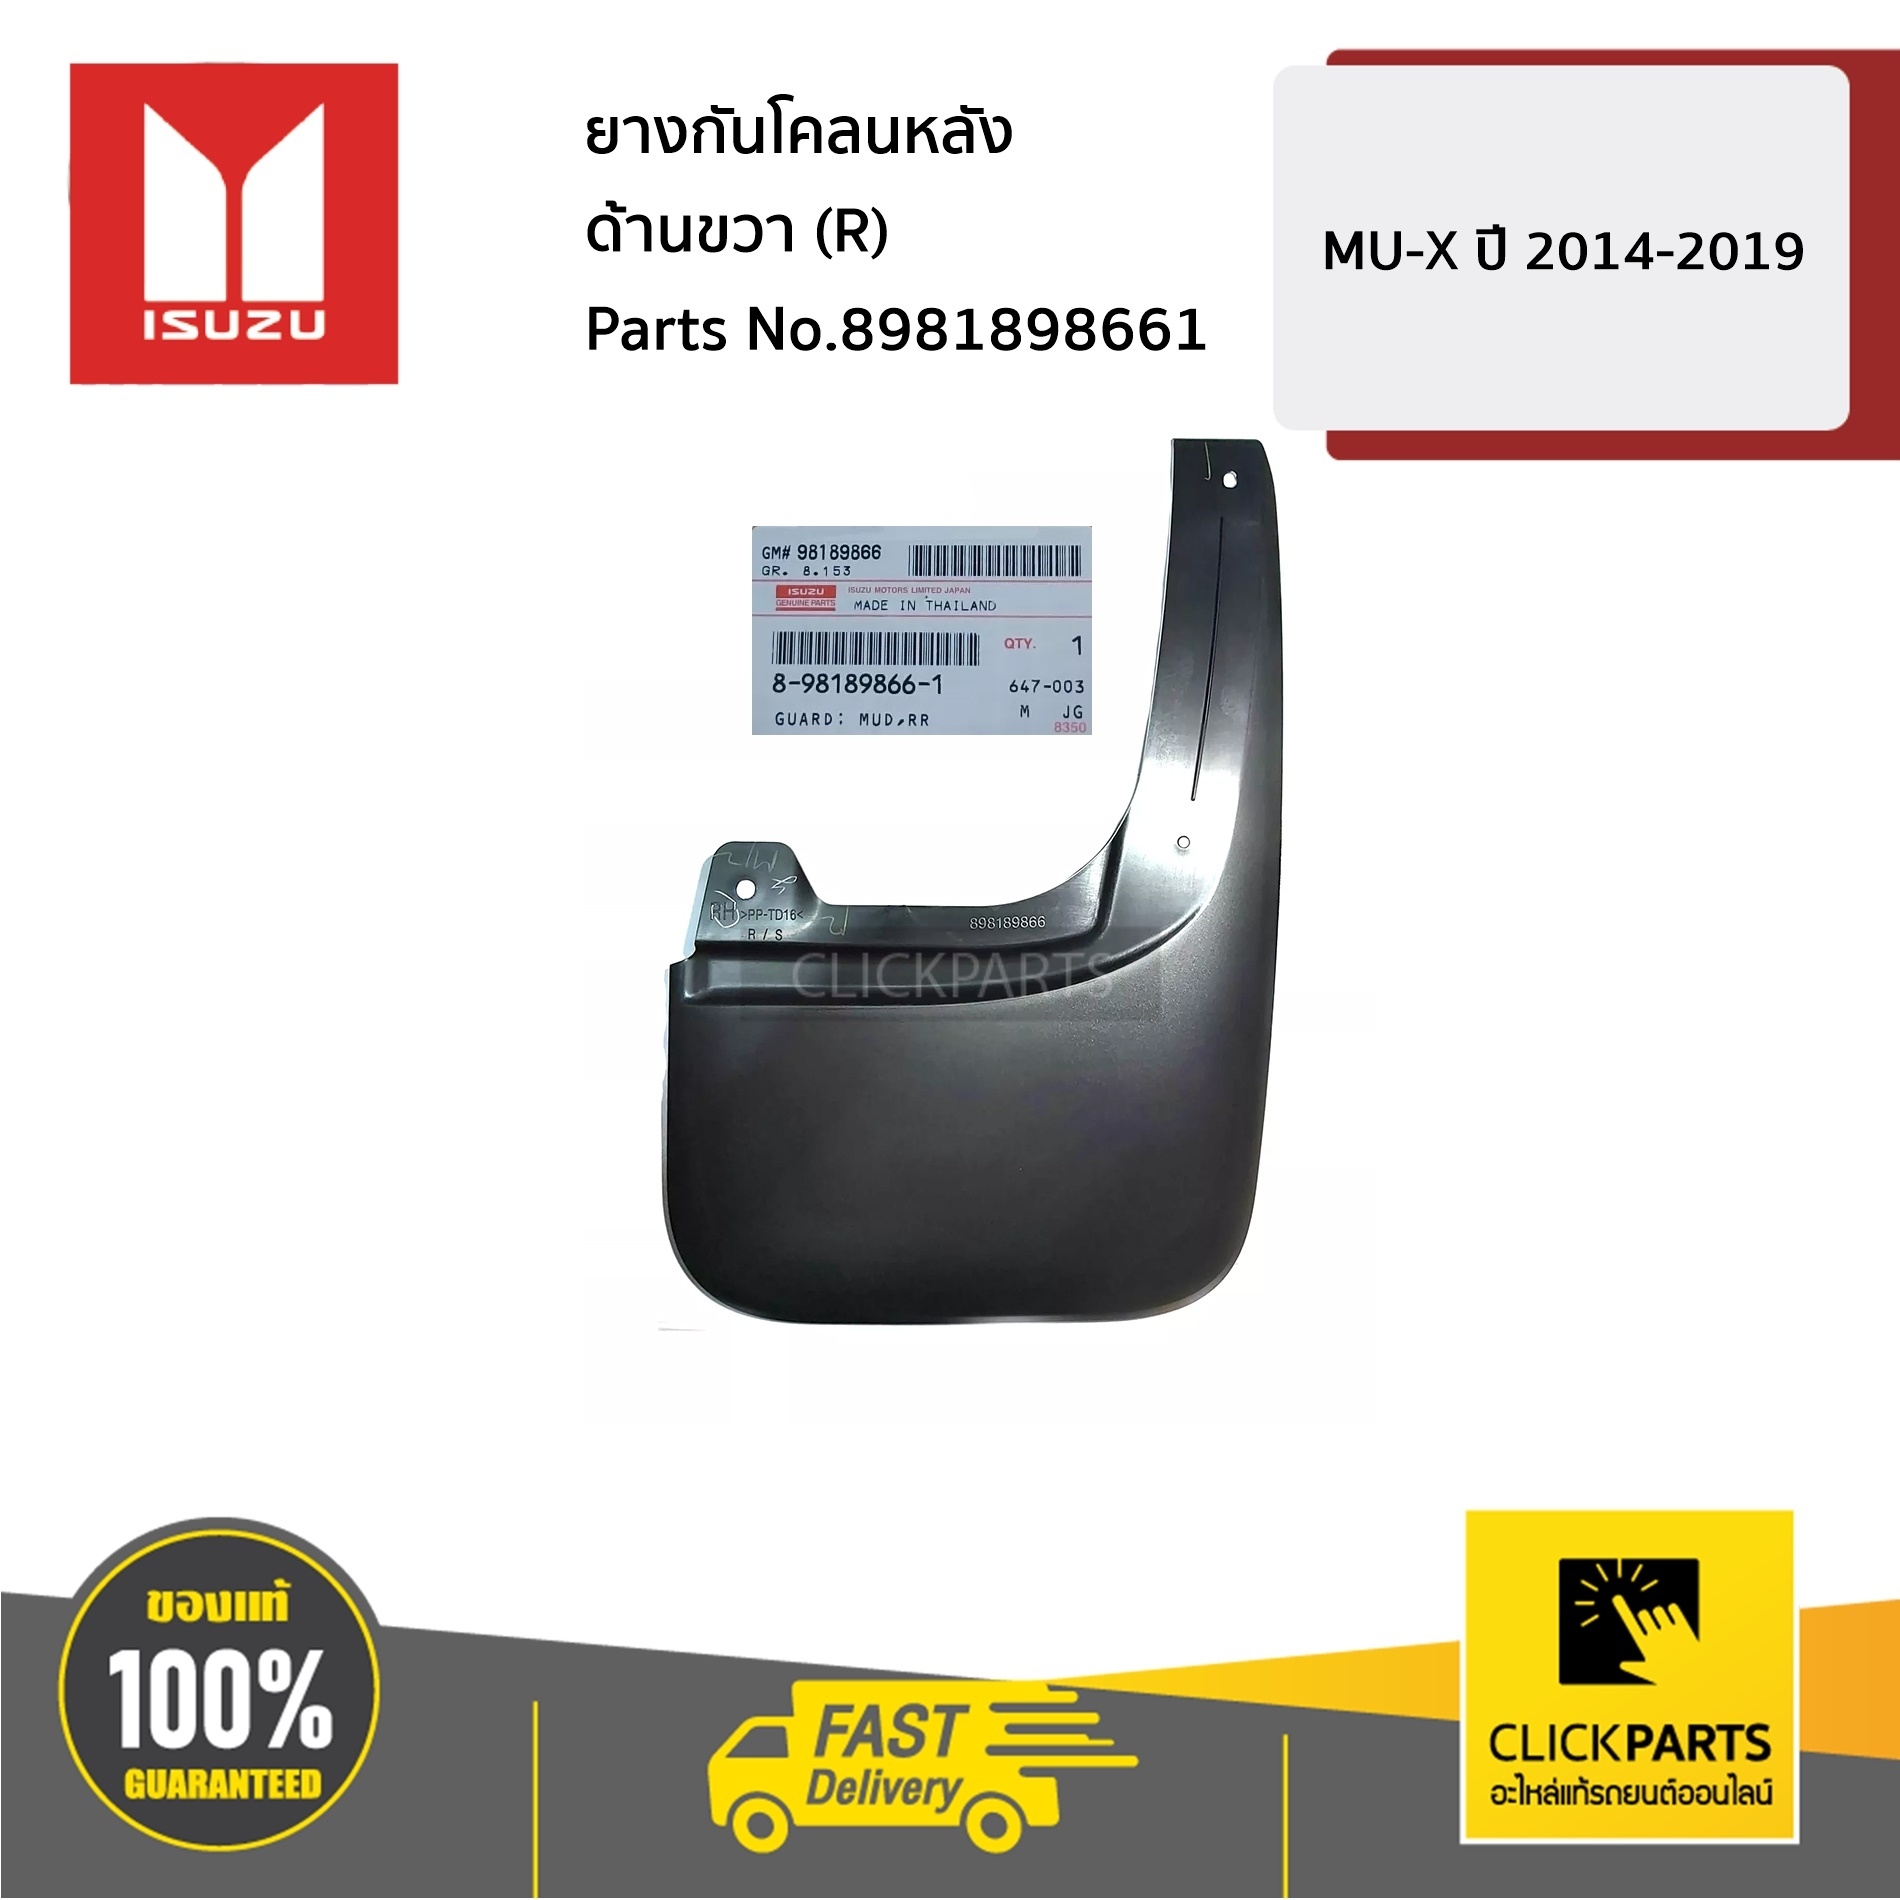 ISUZU
ยางกันโคลนหลัง
ด้านขวา (R)
Parts No.8981898661
MU-X ปี 2014-2019
GM# 98189866
GR. 8.153
ISUZU
GENUINE PARTS
ISUZU MOTORS LIMITED JAPAN
MADE IN THAILAND
QTY. 1
8-98189866-1
647-003
M JG
GUARD: MUD,RR
8350
RH >PP-TD16<
R / S
898189866
CLICKPARTS
ของแท้
100%
GUARANTEED
FAST
Delivery
CLICKPARTS
อะไหล่แท้รถยนต์ออนไลน์